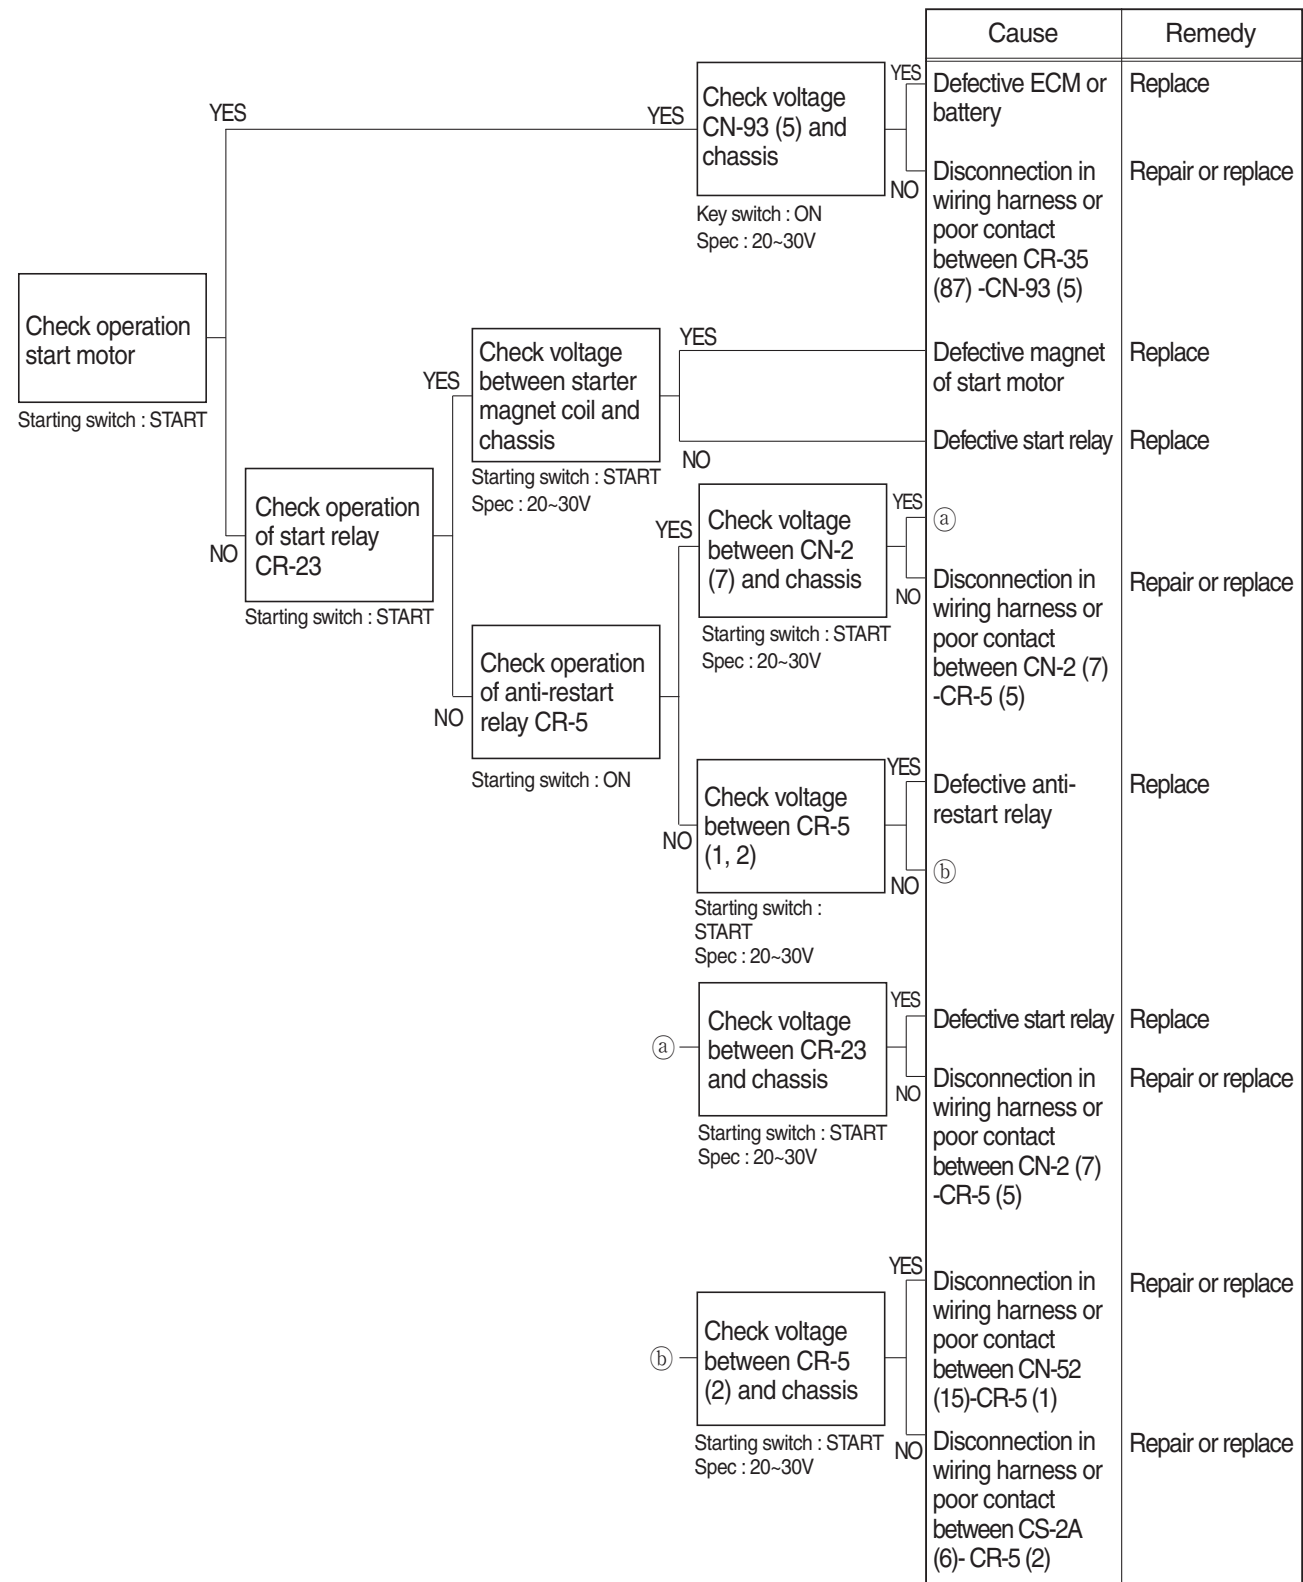 Cause
Remedy
YES
YES
Check voltage
CN-93 (5) and
chassis
Key switch : ON
Spec : 20~30V
YES
Defective ECM or
battery
Replace
NO
Disconnection in
wiring harness or
poor contact
between CR-35
(87) -CN-93 (5)
Repair or replace
Check operation
start motor
Starting switch : START
NO
Check operation
of start relay
CR-23
Starting switch : START
YES
Check voltage
between starter
magnet coil and
chassis
Starting switch : START
Spec : 20~30V
YES
Defective magnet
of start motor
Replace
NO
Defective start relay
Replace
NO
Check operation
of anti-restart
relay CR-5
Starting switch : ON
YES
Check voltage
between CN-2
(7) and chassis
Starting switch : START
Spec : 20~30V
YES
ⓐ
NO
Disconnection in
wiring harness or
poor contact
between CN-2 (7)
-CR-5 (5)
Repair or replace
NO
Check voltage
between CR-5
(1, 2)
Starting switch :
START
Spec : 20~30V
YES
Defective anti-
restart relay
Replace
NO
ⓑ
ⓐ
Check voltage
between CR-23
and chassis
Starting switch : START
Spec : 20~30V
YES
Defective start relay
Replace
NO
Disconnection in
wiring harness or
poor contact
between CN-2 (7)
-CR-5 (5)
Repair or replace
ⓑ
Check voltage
between CR-5
(2) and chassis
Starting switch : START
Spec : 20~30V
YES
Disconnection in
wiring harness or
poor contact
between CN-52
(15)-CR-5 (1)
Repair or replace
NO
Disconnection in
wiring harness or
poor contact
between CS-2A
(6)- CR-5 (2)
Repair or replace